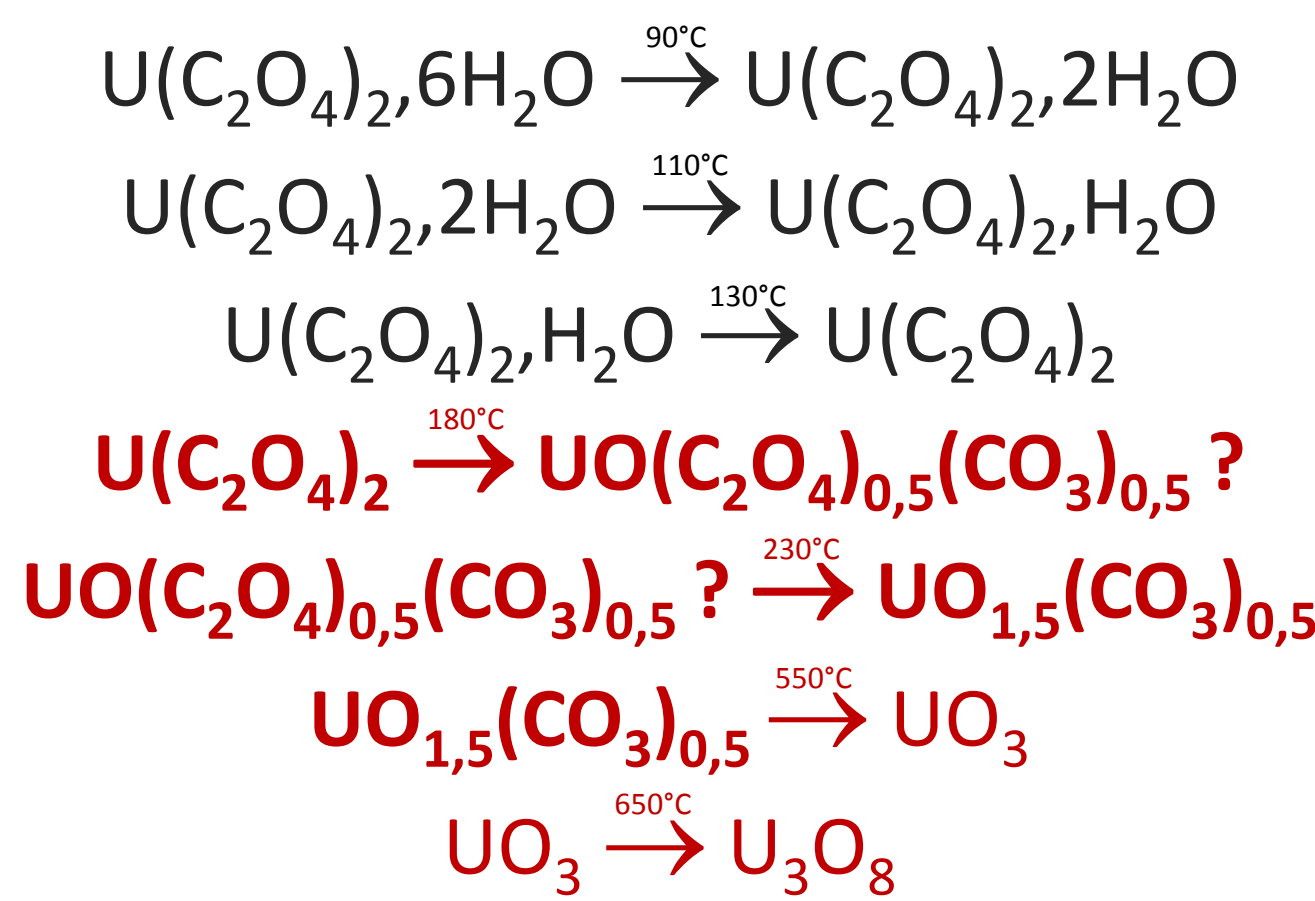 U(C₂O₄)₂,6H₂O —90°C→ U(C₂O₄)₂,2H₂O
U(C₂O₄)₂,2H₂O —110°C→ U(C₂O₄)₂,H₂O
U(C₂O₄)₂,H₂O —130°C→ U(C₂O₄)₂
U(C₂O₄)₂ —180°C→ UO(C₂O₄)₀,₅(CO₃)₀,₅ ?
UO(C₂O₄)₀,₅(CO₃)₀,₅ ? —230°C→ UO₁,₅(CO₃)₀,₅
UO₁,₅(CO₃)₀,₅ —550°C→ UO₃
UO₃ —650°C→ U₃O₈